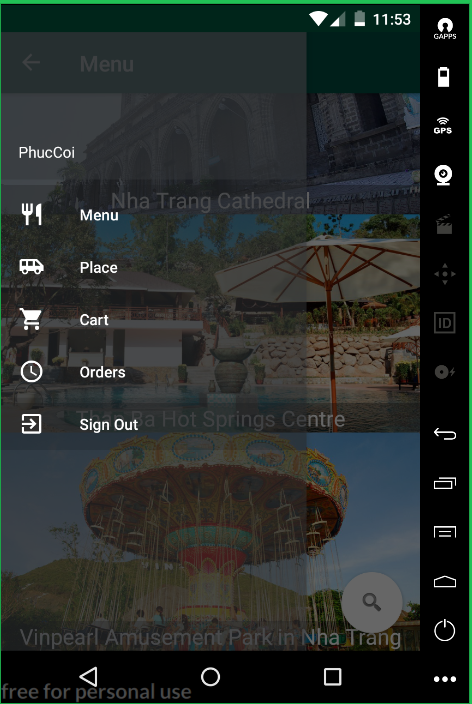 11:53
GAPPS
Menu
GPS
PhucCoi
Nha Trang Cathedral
Menu
Place
Cart
ID
Orders
Thap Ba Hot Springs Centre
Sign Out
Vinpearl Amusement Park in Nha Trang
free for personal use